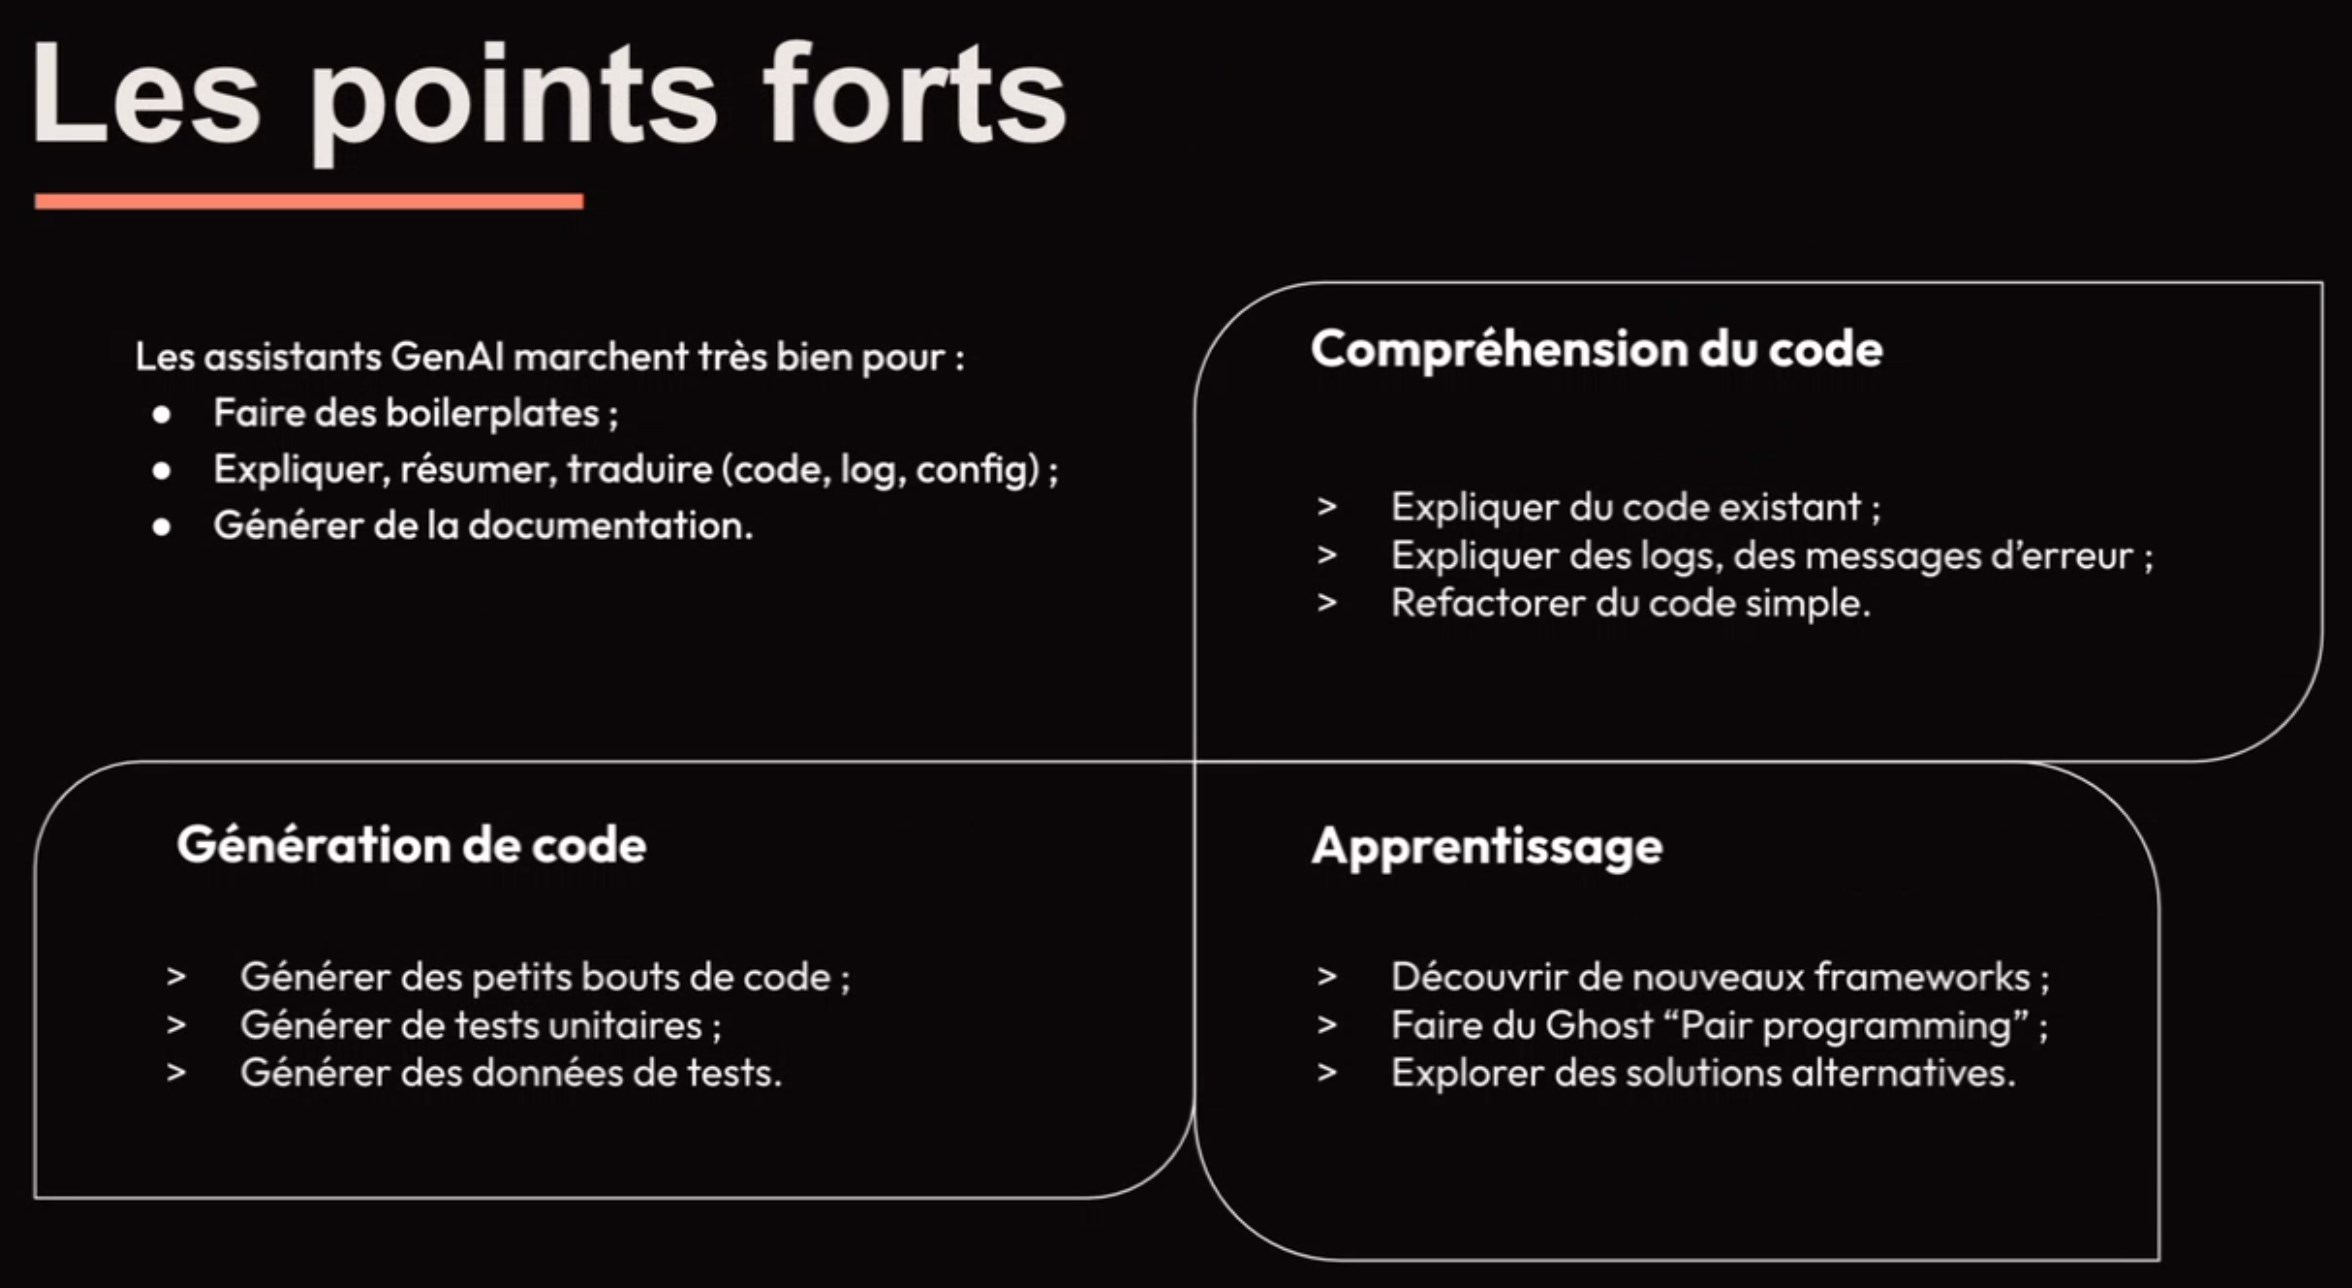 Les points forts
Les assistants GenAI marchent très bien pour :
● Faire des boilerplates ;
● Expliquer, résumer, traduire (code, log, config) ;
● Générer de la documentation.
Compréhension du code
> Expliquer du code existant ;
> Expliquer des logs, des messages d’erreur ;
> Refactorer du code simple.
Génération de code
> Générer des petits bouts de code ;
> Générer de tests unitaires ;
> Générer des données de tests.
Apprentissage
> Découvrir de nouveaux frameworks ;
> Faire du Ghost “Pair programming” ;
> Explorer des solutions alternatives.